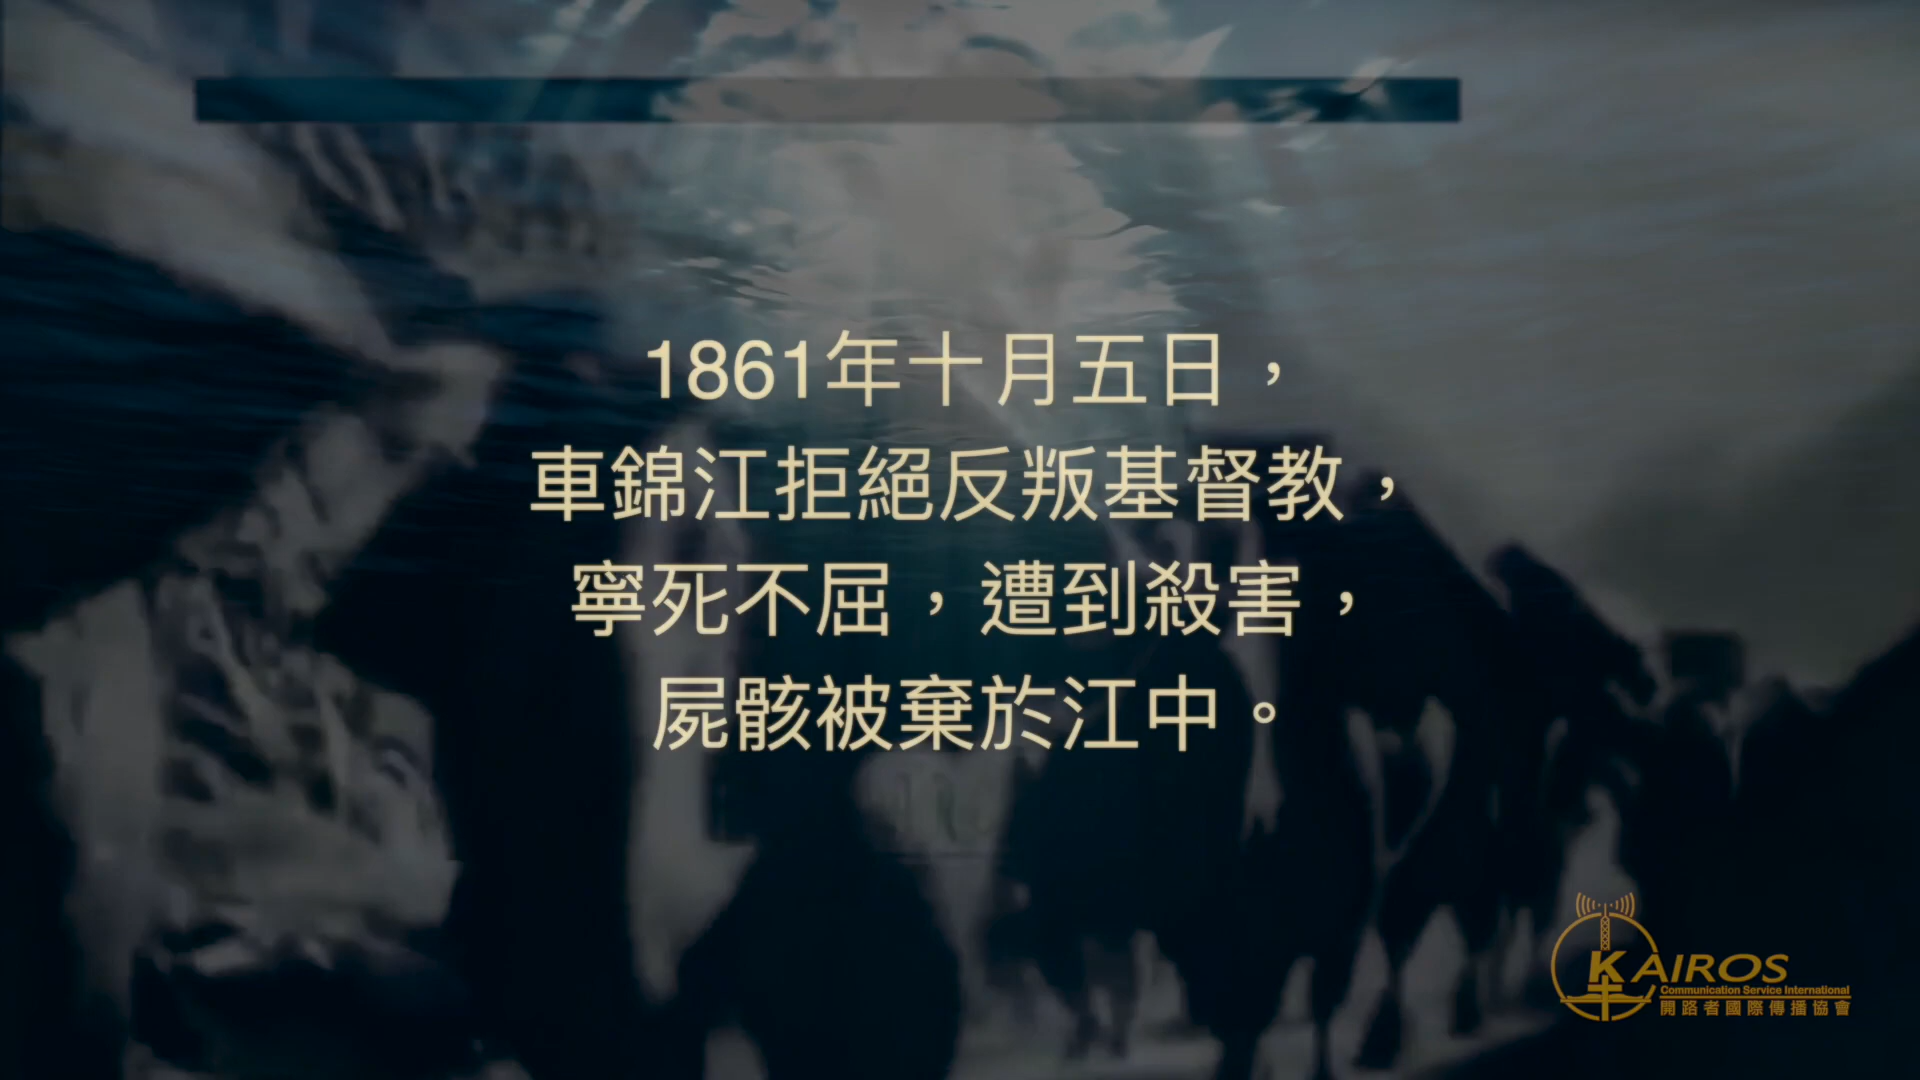 1861年十月五日，
車錦江拒絕反叛基督教，
寧死不屈，遭到殺害，
屍骸被棄於江中。
KAIROS
Communication Service International
開路者國際傳播協會